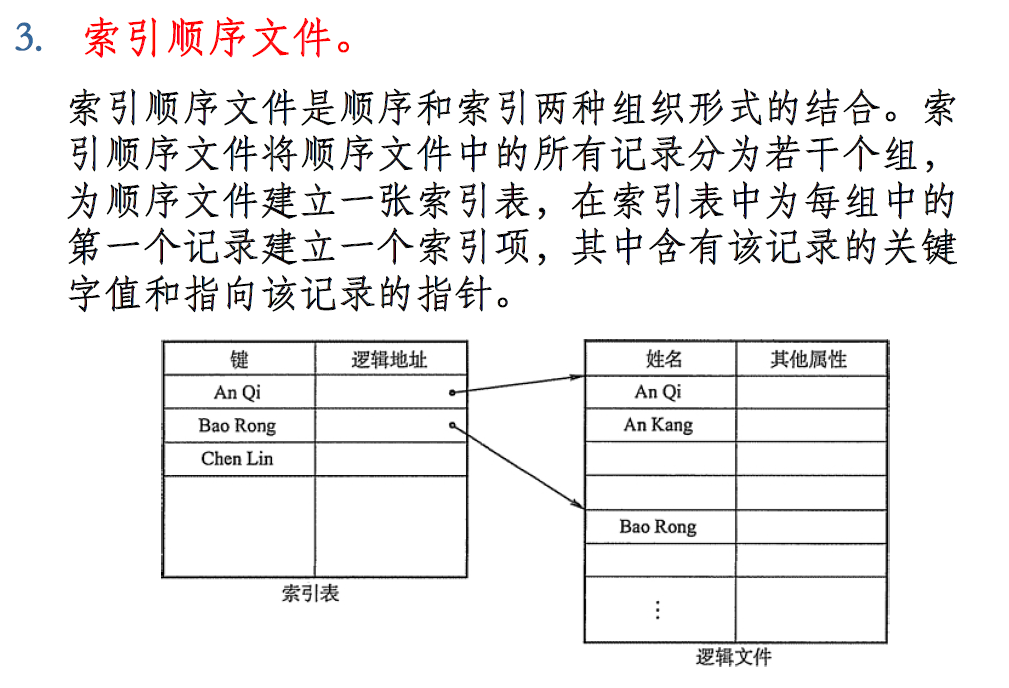 3. 索引顺序文件。
索引顺序文件是顺序和索引两种组织形式的结合。索
引顺序文件将顺序文件中的所有记录分为若干个组，
为顺序文件建立一张索引表，在索引表中为每组中的
第一个记录建立一个索引项，其中含有该记录的关键
字值和指向该记录的指针。
键 逻辑地址
An Qi
Bao Rong
Chen Lin
索引表
姓名 其他属性
An Qi
An Kang
Bao Rong
⋮
逻辑文件